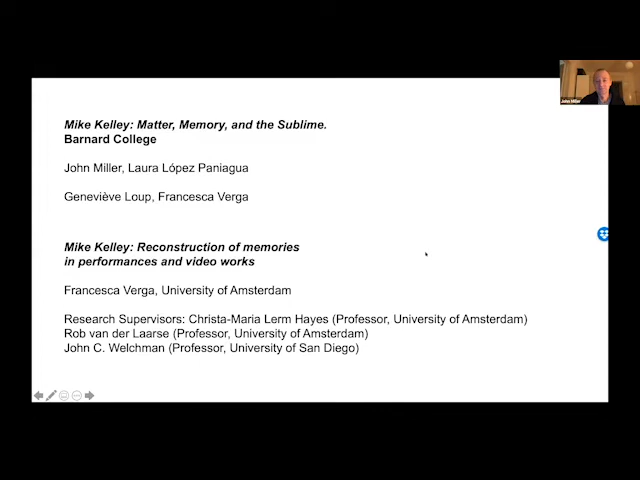 Mike Kelley: Matter, Memory, and the Sublime.
Barnard College
John Miller, Laura López Paniagua
Geneviève Loup, Francesca Verga
Mike Kelley: Reconstruction of memories
in performances and video works
Francesca Verga, University of Amsterdam
Research Supervisors: Christa-Maria Lerm Hayes (Professor, University of Amsterdam)
Rob van der Laarse (Professor, University of Amsterdam)
John C. Welchman (Professor, University of San Diego)
John Miller